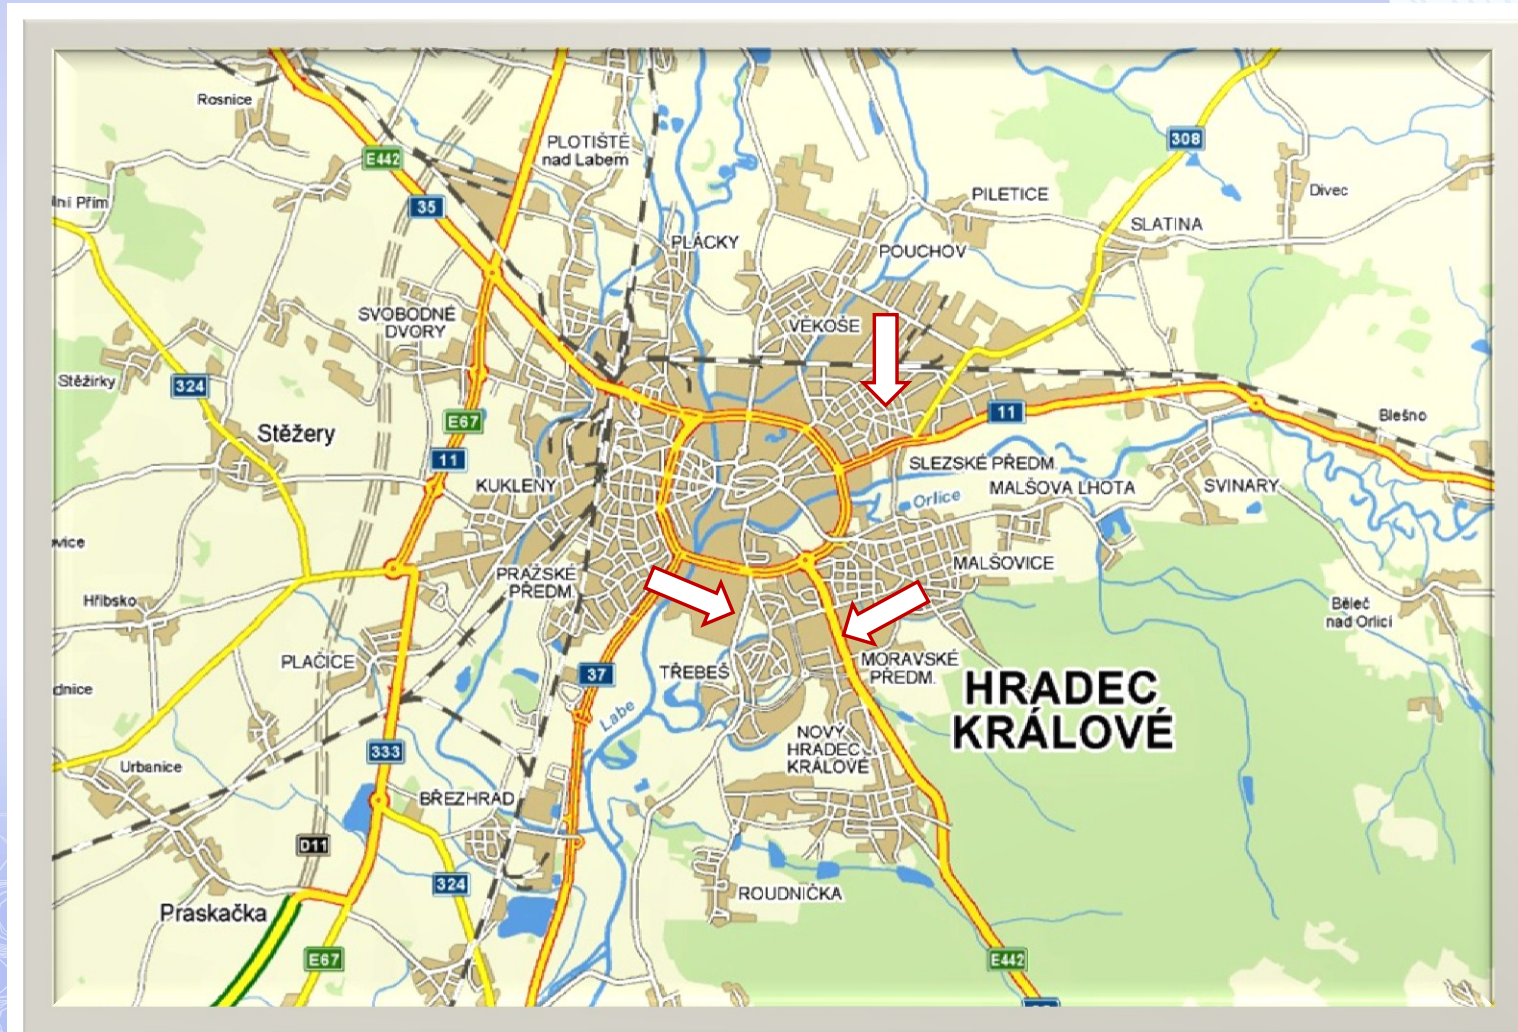 Rosnice
PLOTIŠTĚ
nad Labem
E442
308
35
PILETICE
Divec
SLATINA
PLÁCKY
POUCHOV
SVOBODNÉ
DVORY
VĚKOŠE
Stěžírky
324
E67
11
Blešno
Stěžery
11
SLEZSKÉ PŘEDM.
KUKLENY
Orlice
MALŠOVA LHOTA
SVINARY
PRAŽSKÉ
PŘEDM.
MALŠOVICE
Hřibsko
Běleč
nad Orlicí
PLAČICE
37
TŘEBEŠ
MORAVSKÉ
PŘEDM.
HRADEC
KRÁLOVÉ
Labe
NOVÝ
HRADEC
KRÁLOVÉ
333
Urbanice
BŘEZHRAD
D11
324
ROUDNIČKA
Praskačka
E67
E442